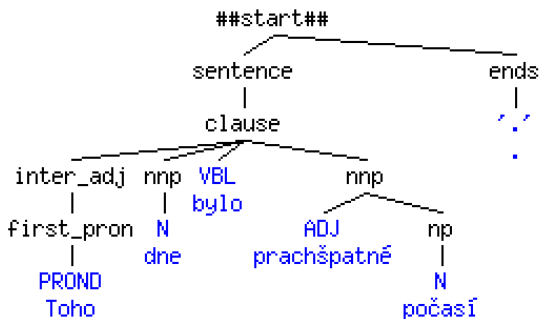 ##start##
sentence ends
clause '.'
.
inter_adj nnp VBL nnp
bylo
first_pron N ADJ np
dne prachšpatné
PROND N
Toho počasí